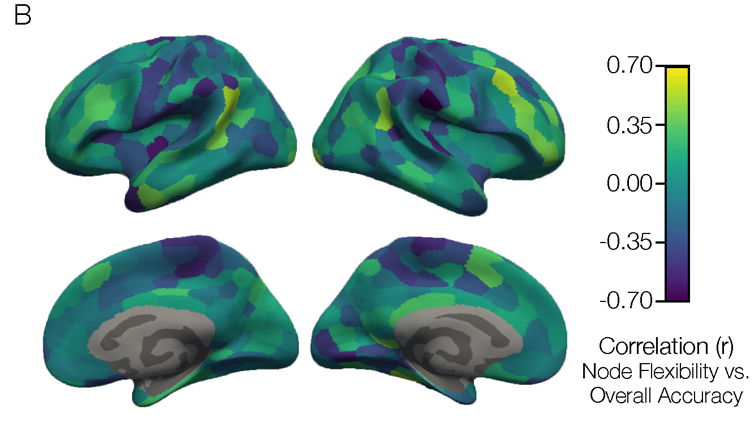 B
0.70
0.35
0.00
-0.35
-0.70
Correlation (r)
Node Flexibility vs.
Overall Accuracy